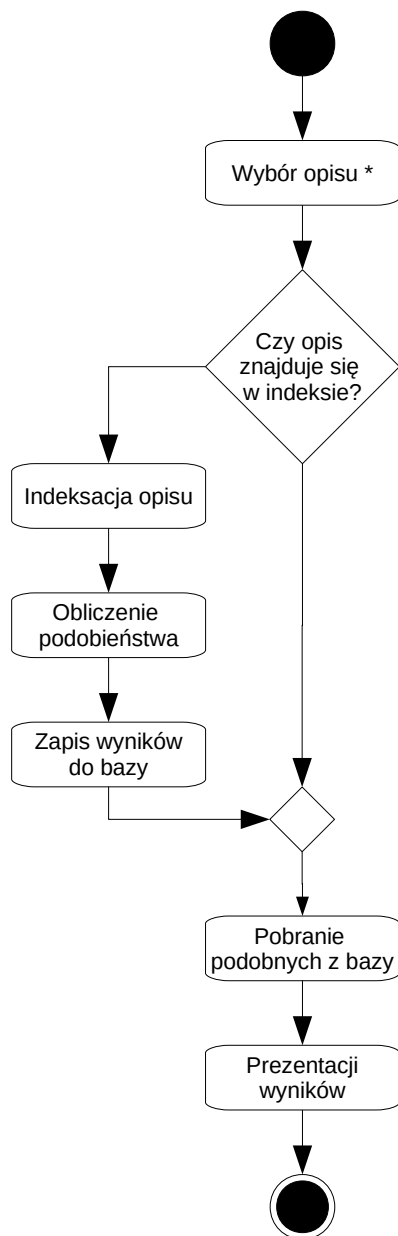 Wybór opisu *
Czy opis
znajduje się
w indeksie?
Indeksacja opisu
Obliczenie
podobieństwa
Zapis wyników
do bazy
Pobranie
podobnych z bazy
Prezentacji
wyników